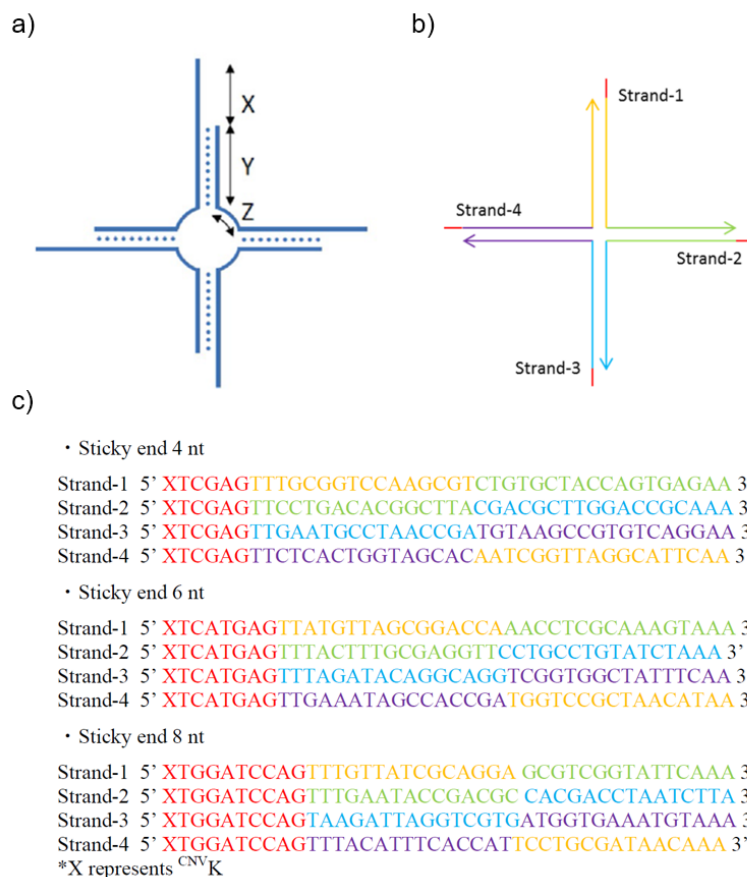 a)
b)
X
Y
Z
Strand-1
Strand-4
Strand-2
Strand-3
c)
・Sticky end 4 nt
Strand-1 5’ XTCGAGTTTGCGGTCCAAGCGTCTGTGCTACCAGTGAGAA 3’
Strand-2 5’ XTCGAGTTCCTGACACGGCTTACGACGCTTGGACCGCAAA 3’
Strand-3 5’ XTCGAGTTGAATGCCTAACCGATGTAAGCCGTGTCAGGAA 3’
Strand-4 5’ XTCGAGTTCTCACTGGTAGCACAATCGGTTAGGCATTCAA 3’
・Sticky end 6 nt
Strand-1 5’ XTCATGAGTTATGTTAGCGGACCAAACCTCGCAAAGTAAA 3’
Strand-2 5’ XTCATGAGTTTACTTTGCGAGGTTCCTGCCTGTATCTAAA 3’
Strand-3 5’ XTCATGAGTTTAGATACAGGCAGGTCGGTGGCTATTTCAA 3’
Strand-4 5’ XTCATGAGTTGAAATAGCCACCGATGGTCCGCTAACATAA 3’
・Sticky end 8 nt
Strand-1 5’ XTGGATCCAGTTTGTTATCGCAGGA GCGTCGGTATTCAAA 3’
Strand-2 5’ XTGGATCCAGTTTGAATACCGACGC CACGACCTAATCTTA 3’
Strand-3 5’ XTGGATCCAGTAAGATTAGGTCGTGATGGTGAAATGTAAA 3’
Strand-4 5’ XTGGATCCAGTTTACATTTCACCATTCCTGCGATAACAAA 3’
*X represents CNVK